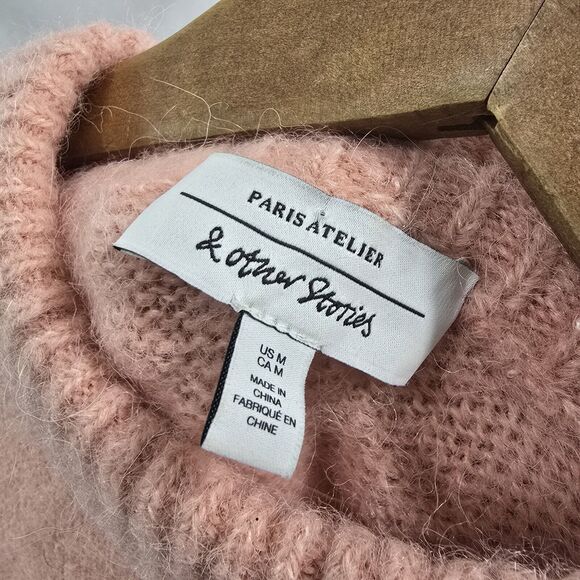 PARIS ATELIER
& other Stories
US M
CA M
MADE IN
CHINA
FABRIQUÉ EN
CHINE